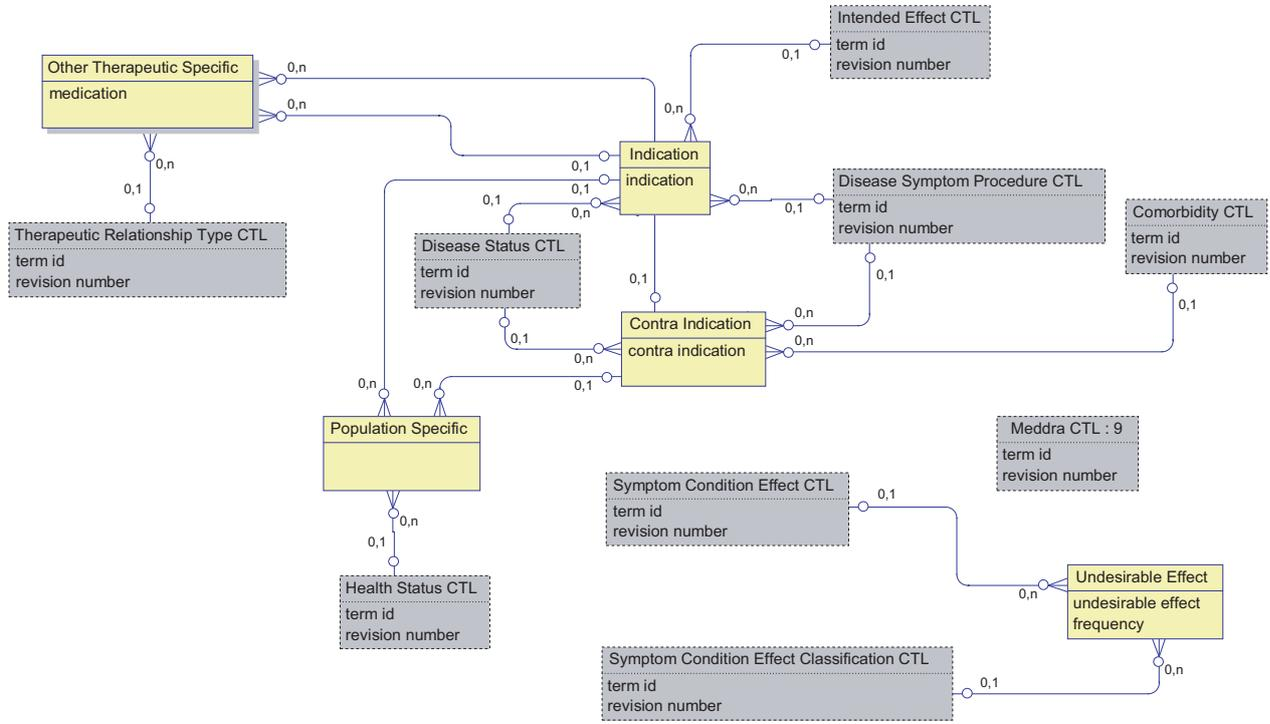 Intended Effect CTL
term id
revision number
0,1
0,n
Other Therapeutic Specific
medication
0,n
0,n
0,n
0,1
Therapeutic Relationship Type CTL
term id
revision number
Indication
indication
0,1
0,1
0,n
0,n
0,1
0,1
Disease Symptom Procedure CTL
term id
revision number
0,1
Comorbidity CTL
term id
revision number
0,1
Disease Status CTL
term id
revision number
0,1
0,n
0,1
Contra Indication
contra indication
0,n
0,n
0,1
0,n
0,n
Population Specific
0,n
0,1
Health Status CTL
term id
revision number
Meddra CTL : 9
term id
revision number
Symptom Condition Effect CTL
term id
revision number
0,1
0,n
Undesirable Effect
undesirable effect
frequency
0,n
Symptom Condition Effect Classification CTL
term id
revision number
0,1